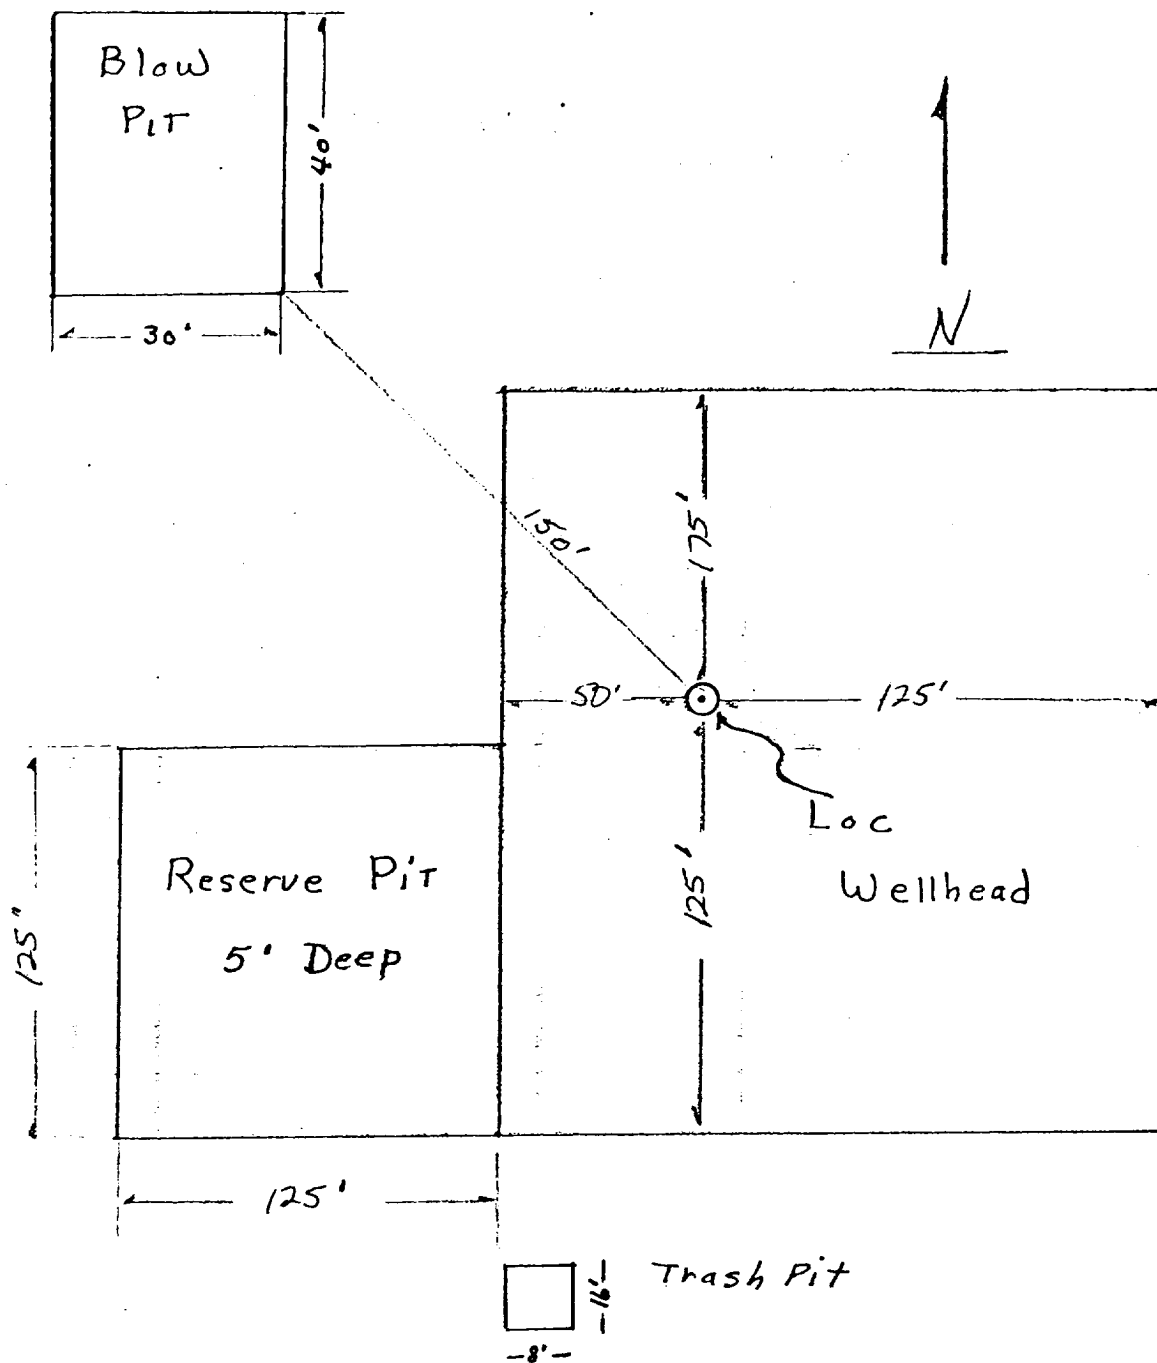 Blow
PIT
40'
30'
N
150'
175'
50'
125'
Loc
Wellhead
125'
Reserve PiT
5' Deep
125"
125'
Trash Pit
16'
8'